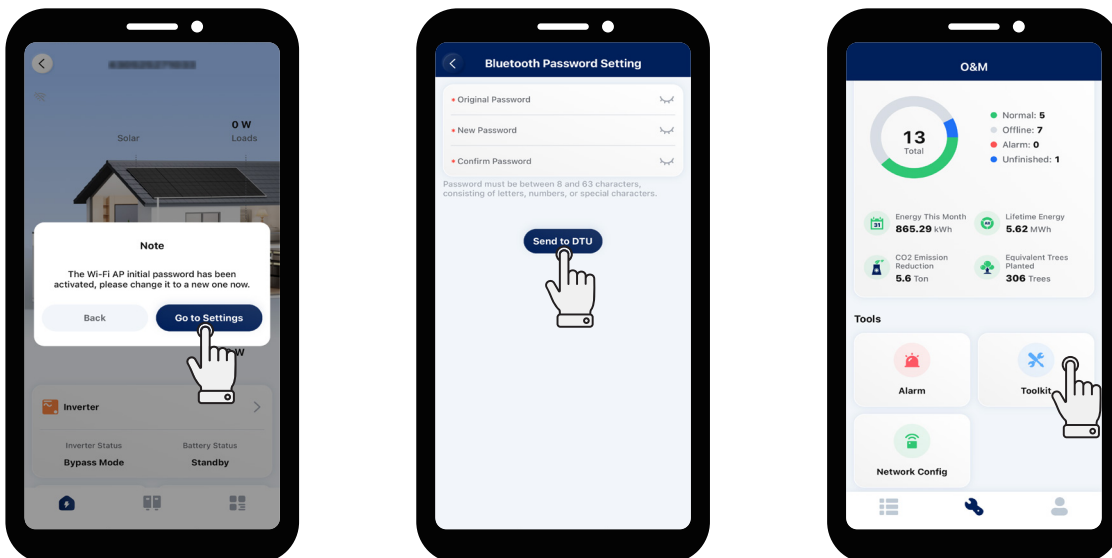 0 W
Solar
Loads
Note
The Wi-Fi AP initial password has been
activated, please change it to a new one now.
Back
Go to Settings
W
Inverter
Inverter Status
Battery Status
Bypass Mode
Standby
Bluetooth Password Setting
• Original Password
• New Password
• Confirm Password
Password must be between 8 and 63 characters,
consisting of letters, numbers, or special characters.
Send to DTU
O&M
13
Total
Normal: 5
Offline: 7
Alarm: 0
Unfinished: 1
31
Energy This Month
865.29 kWh
Lifetime Energy
5.62 MWh
CO2 Emission
Reduction
5.6 Ton
Equivalent Trees
Planted
306 Trees
Tools
Alarm
Toolkit
Network Config